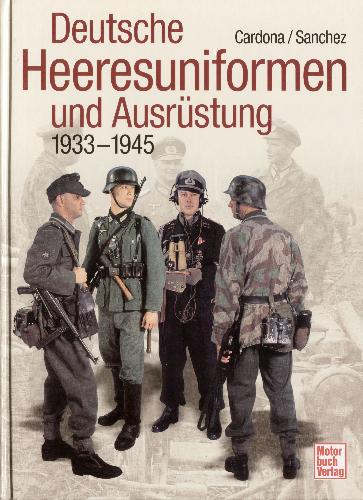 Deutsche
Cardona/Sanchez
Heeresuniformen
und Ausrüstung
1933–1945
Motor
buch
Verlag